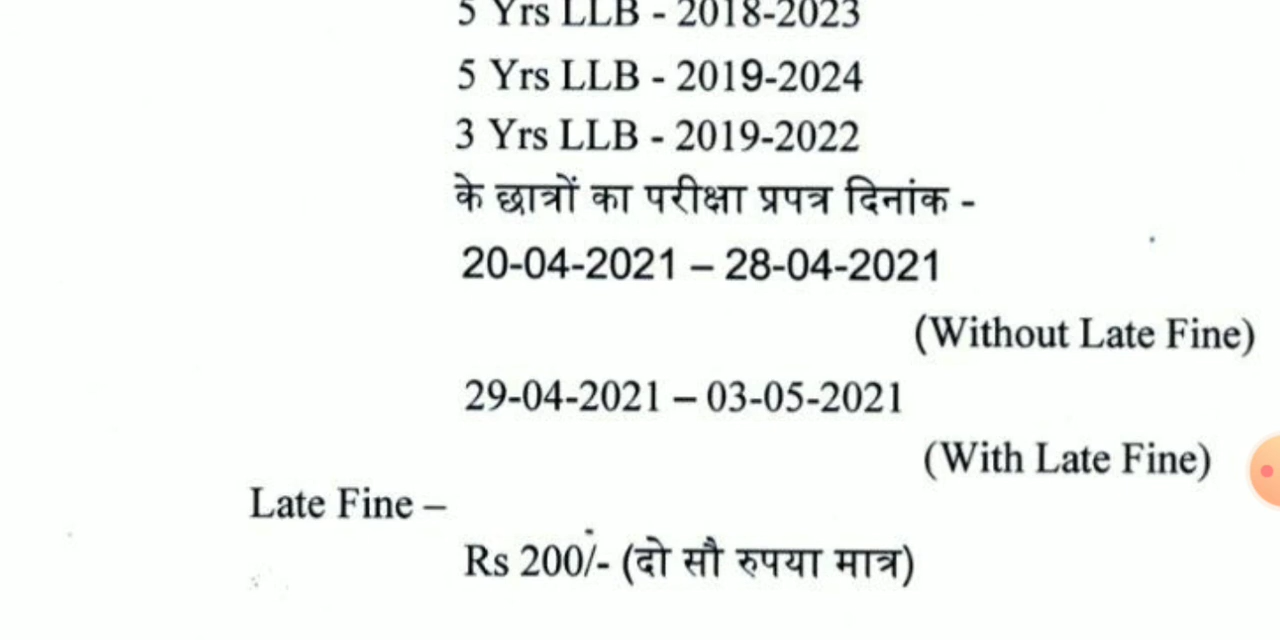 5 Yrs LLB - 2018-2023
5 Yrs LLB - 2019-2024
3 Yrs LLB - 2019-2022
के छात्रों का परीक्षा प्रपत्र दिनांक -
20-04-2021 – 28-04-2021
(Without Late Fine)
29-04-2021 – 03-05-2021
(With Late Fine)
Late Fine –
Rs 200/- (दो सौ रुपया मात्र)